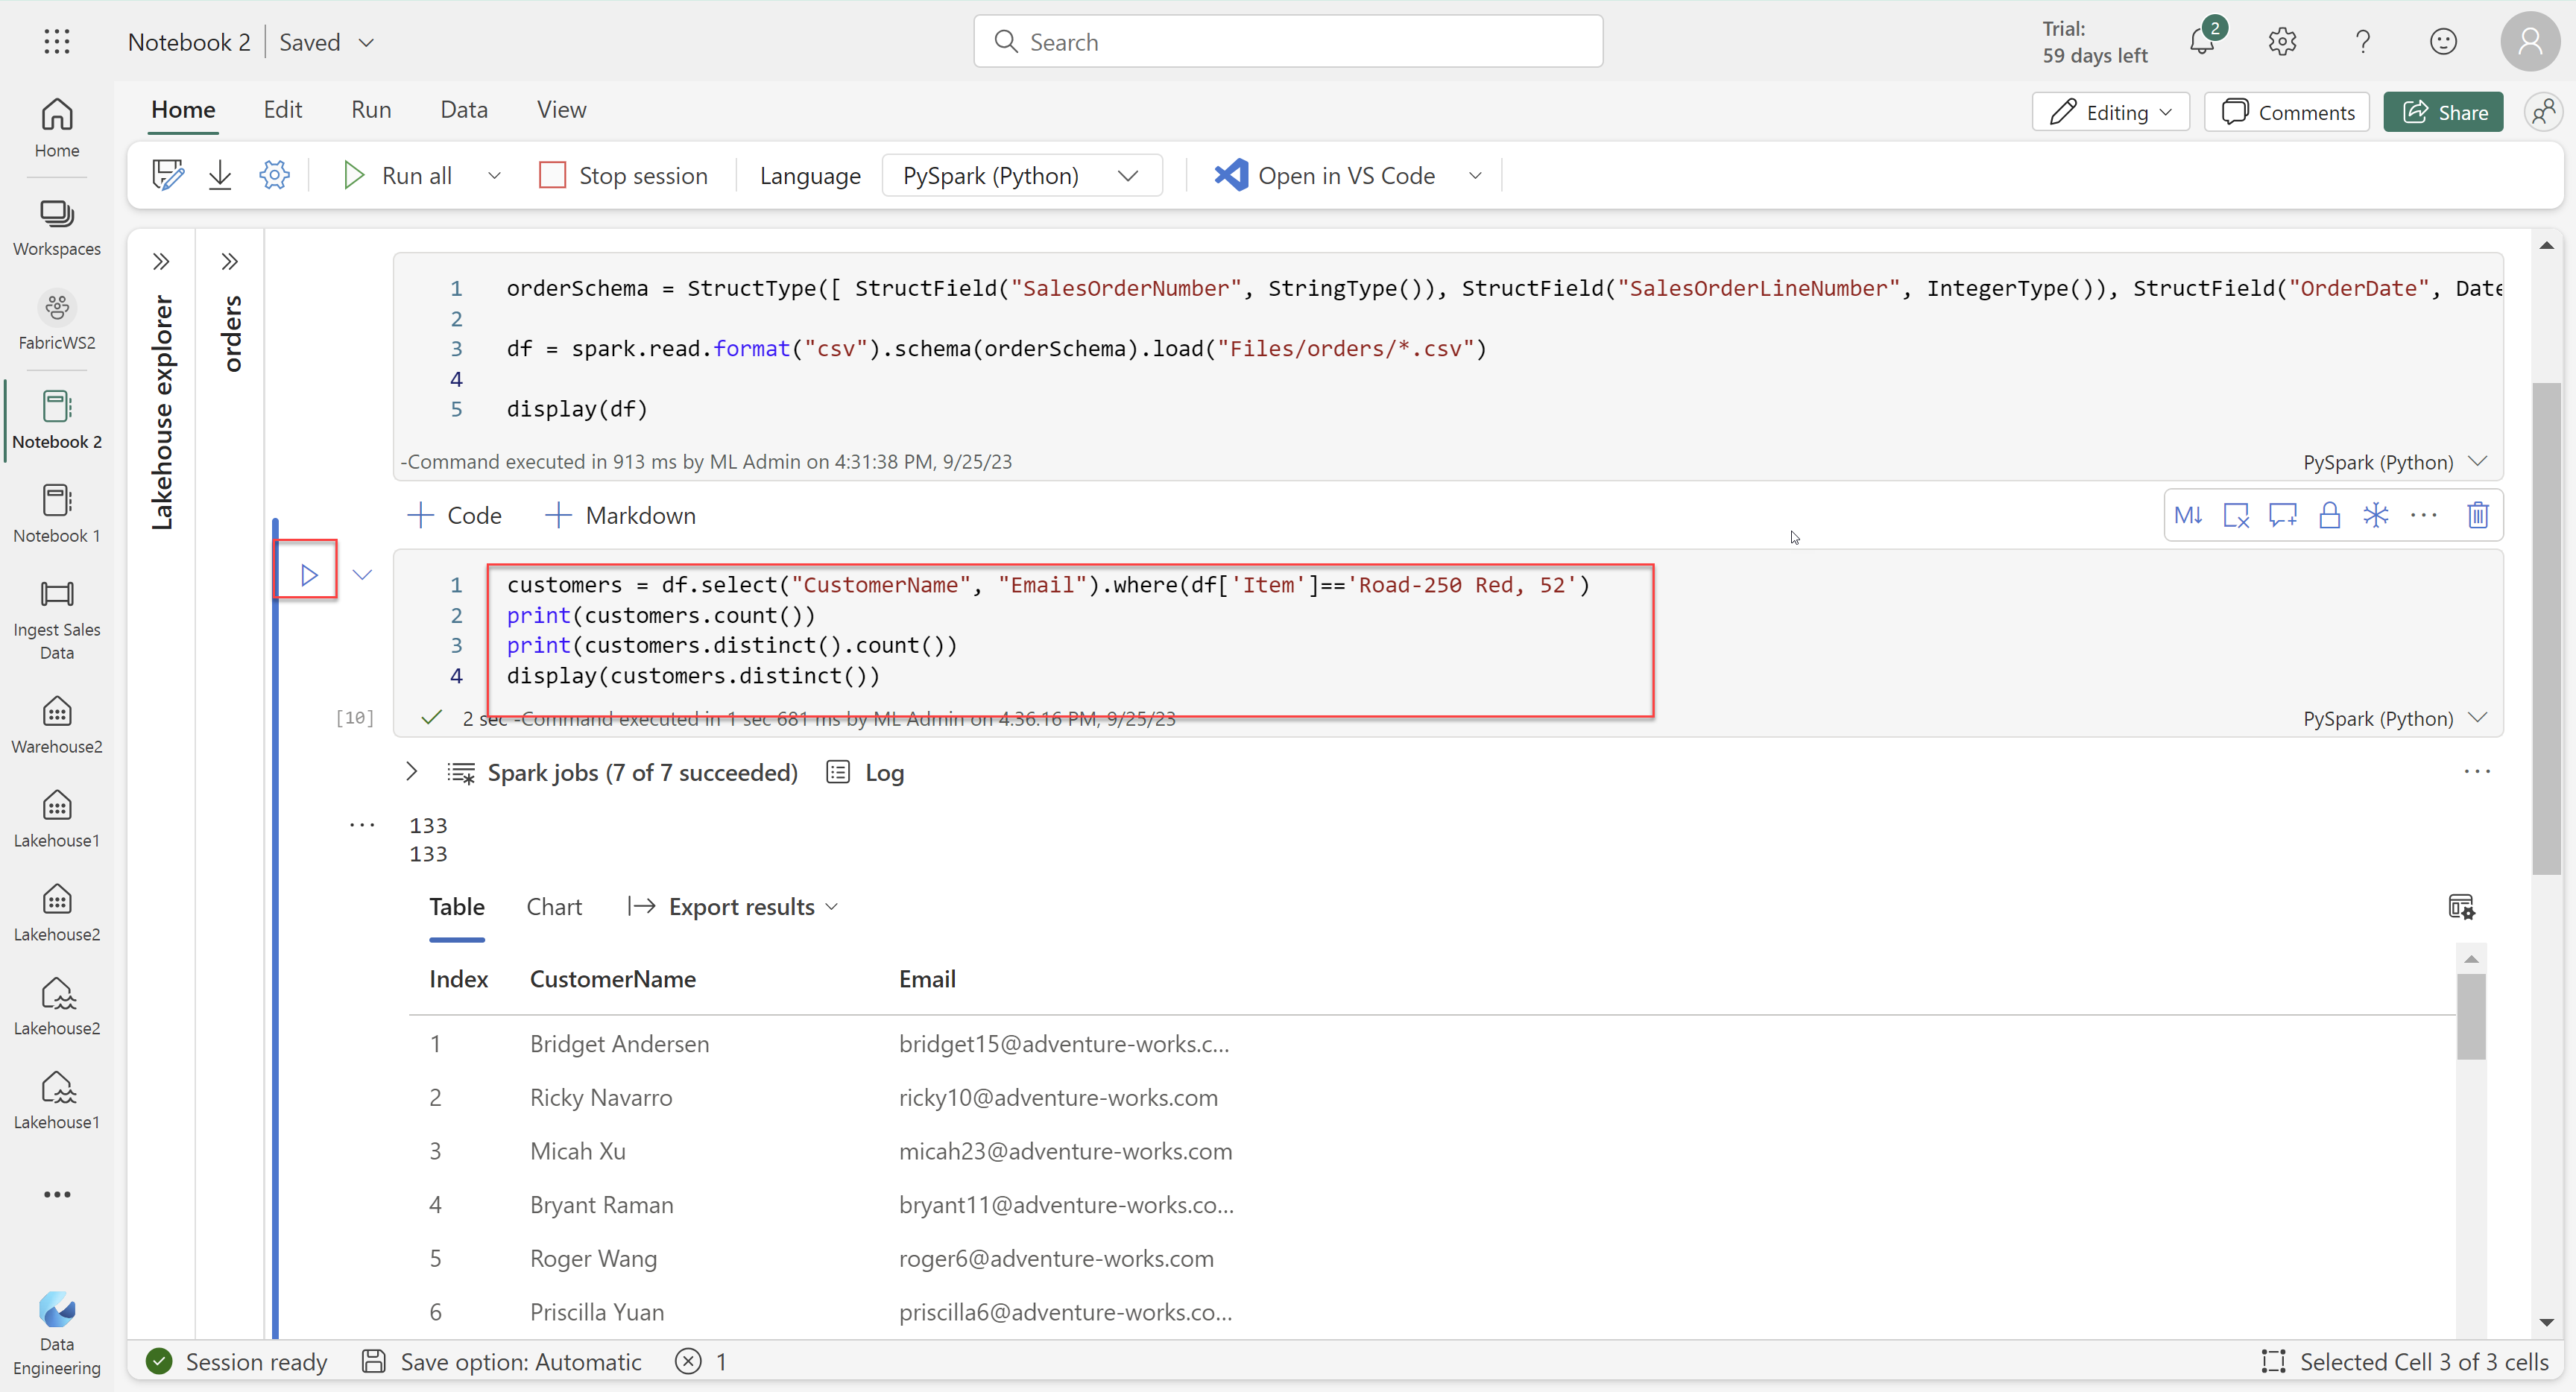 Notebook 2 | Saved
Search
Trial:
59 days left
2
Home
Edit
Run
Data
View
Editing
Comments
Share
Run all
Stop session
Language
PySpark (Python)
Open in VS Code
Home
Workspaces
FabricWS2
Notebook 2
Notebook 1
Ingest Sales
Data
Warehouse2
Lakehouse1
Lakehouse2
Lakehouse2
Lakehouse1
Data
Engineering
Lakehouse explorer
orders
1 orderSchema = StructType([ StructField("SalesOrderNumber", StringType()), StructField("SalesOrderLineNumber", IntegerType()), StructField("OrderDate", Date
2
3 df = spark.read.format("csv").schema(orderSchema).load("Files/orders/*.csv")
4
5 display(df)
-Command executed in 913 ms by ML Admin on 4:31:38 PM, 9/25/23
PySpark (Python)
Code
Markdown
M↓
1 customers = df.select("CustomerName", "Email").where(df['Item']=='Road-250 Red, 52')
2 print(customers.count())
3 print(customers.distinct().count())
4 display(customers.distinct())
[10]
2 sec -Command executed in 1 sec 681 ms by ML Admin on 4:36:16 PM, 9/25/23
PySpark (Python)
Spark jobs (7 of 7 succeeded)
Log
133
133
Table
Chart
Export results
Index CustomerName Email
1 Bridget Andersen bridget15@adventure-works.c...
2 Ricky Navarro ricky10@adventure-works.com
3 Micah Xu micah23@adventure-works.com
4 Bryant Raman bryant11@adventure-works.co...
5 Roger Wang roger6@adventure-works.com
6 Priscilla Yuan priscilla6@adventure-works.co...
Session ready
Save option: Automatic
1
Selected Cell 3 of 3 cells